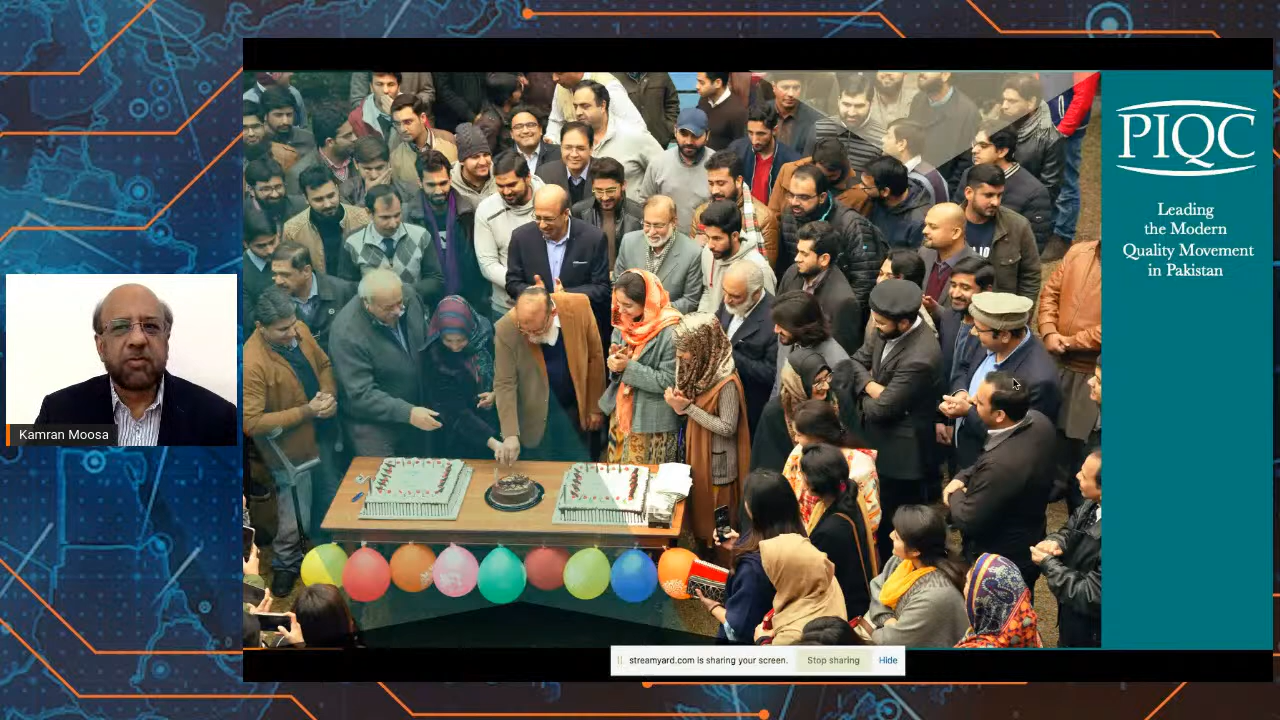 PIQC
Leading
the Modern
Quality Movement
in Pakistan
Kamran Moosa
streamyard.com is sharing your screen.
Stop sharing
Hide